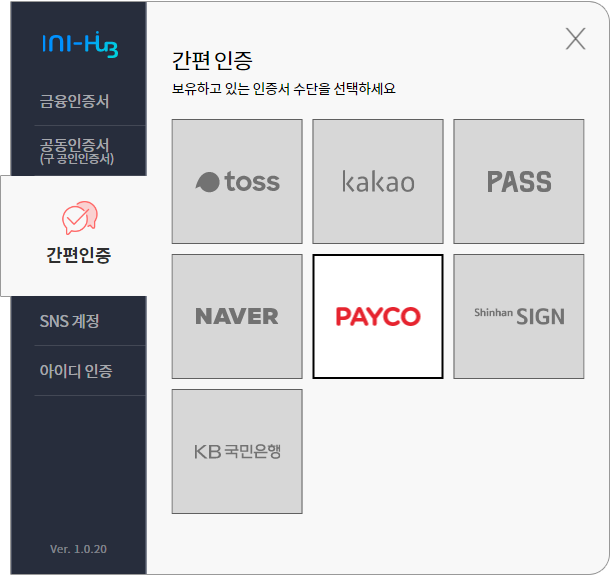 INI-HUB
금융인증서
공동인증서
(구 공인인증서)
간편인증
SNS 계정
아이디 인증
Ver. 1.0.20
X
간편 인증
보유하고 있는 인증서 수단을 선택하세요
toss
kakao
PASS
NAVER
PAYCO
Shinhan SIGN
KB 국민은행